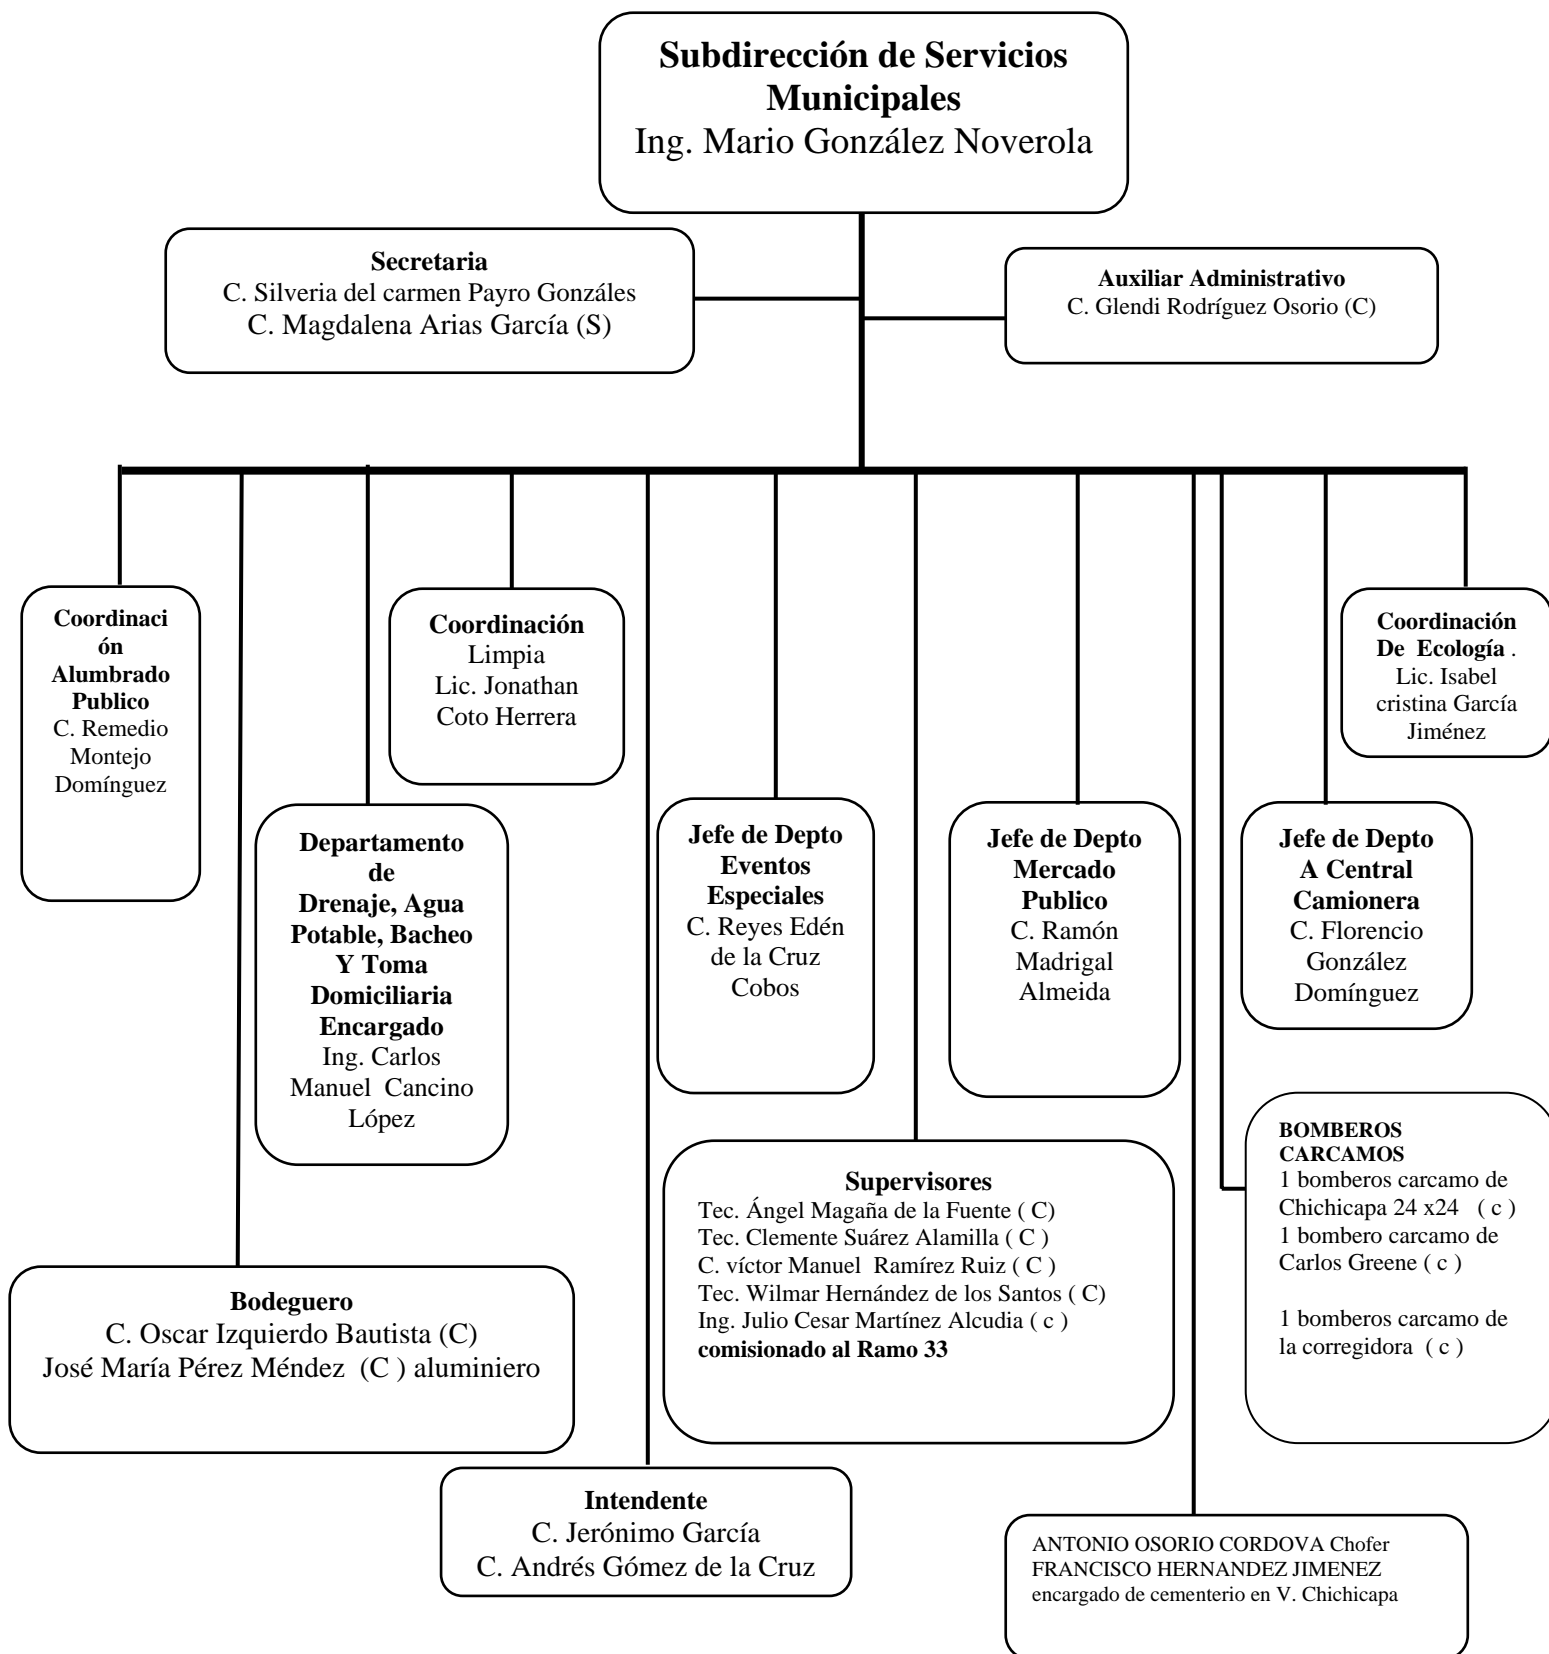 Subdirección de Servicios
Municipales
Ing. Mario González Noverola
Secretaria
C. Silveria del carmen Payro Gonzáles
C. Magdalena Arias García (S)
Auxiliar Administrativo
C. Glendi Rodríguez Osorio (C)
Coordinaci
ón
Alumbrado
Publico
C. Remedio
Montejo
Domínguez
Coordinación
Limpia
Lic. Jonathan
Coto Herrera
Coordinación
De Ecología .
Lic. Isabel
cristina García
Jiménez
Departamento
de
Drenaje, Agua
Potable, Bacheo
Y Toma
Domiciliaria
Encargado
Ing. Carlos
Manuel Cancino
López
Jefe de Depto
Eventos
Especiales
C. Reyes Edén
de la Cruz
Cobos
Jefe de Depto
Mercado
Publico
C. Ramón
Madrigal
Almeida
Jefe de Depto
A Central
Camionera
C. Florencio
González
Domínguez
BOMBEROS
CARCAMOS
1 bomberos carcamo de
Chichicapa 24 x24 ( c )
1 bombero carcamo de
Carlos Greene ( c )
1 bomberos carcamo de
la corregidora ( c )
Supervisores
Tec. Ángel Magaña de la Fuente ( C)
Tec. Clemente Suárez Alamilla ( C )
C. víctor Manuel Ramírez Ruiz ( C )
Tec. Wilmar Hernández de los Santos ( C)
Ing. Julio Cesar Martínez Alcudia ( c )
comisionado al Ramo 33
Bodeguero
C. Oscar Izquierdo Bautista (C)
José María Pérez Méndez (C ) aluminiero
Intendente
C. Jerónimo García
C. Andrés Gómez de la Cruz
ANTONIO OSORIO CORDOVA Chofer
FRANCISCO HERNANDEZ JIMENEZ
encargado de cementerio en V. Chichicapa